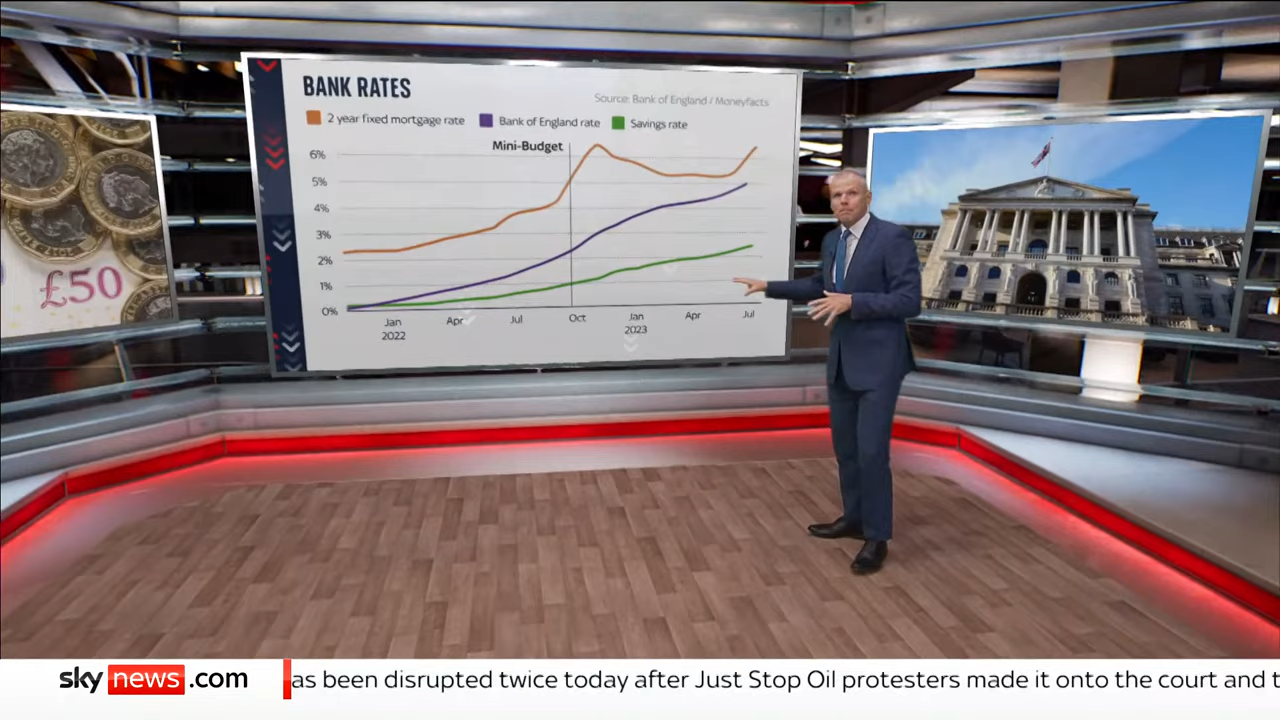 BANK RATES
Source: Bank of England / Moneyfacts
2 year fixed mortgage rate
Bank of England rate
Savings rate
Mini-Budget
6%
5%
4%
3%
2%
1%
0%
Jan
2022
Apr
Jul
Oct
Jan
2023
Apr
Jul
£50
sky news.com
as been disrupted twice today after Just Stop Oil protesters made it onto the court and t